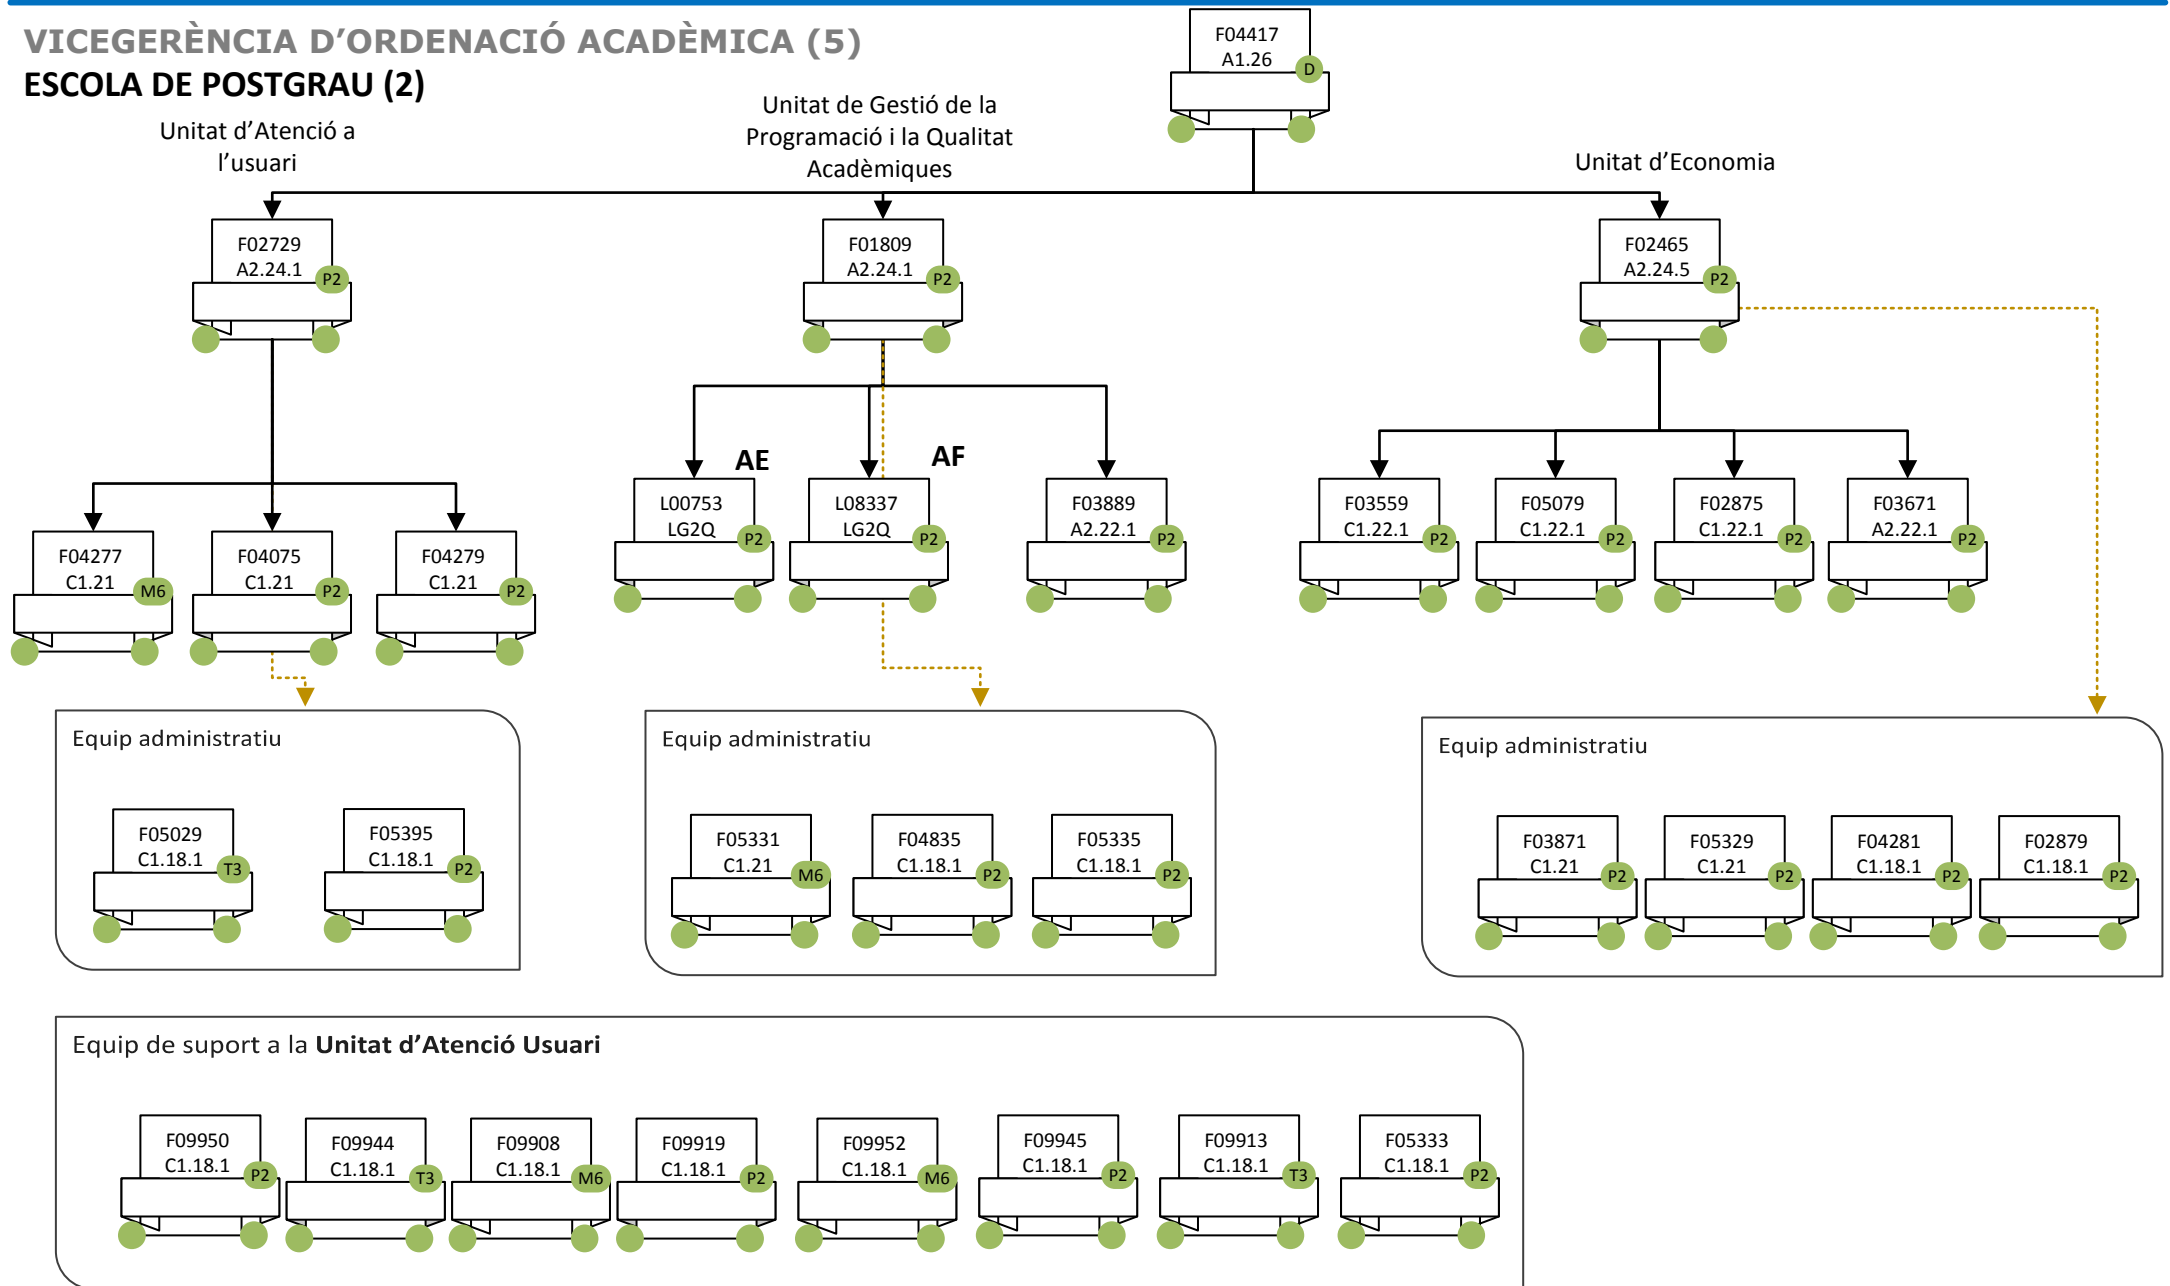 VICEGERÈNCIA D’ORDENACIÓ ACADÈMICA (5)
ESCOLA DE POSTGRAU (2)
F04417
A1.26
D
Unitat d’Atenció a
l’usuari
Unitat de Gestió de la
Programació i la Qualitat
Acadèmiques
Unitat d’Economia
F02729
A2.24.1
P2
F01809
A2.24.1
P2
F02465
A2.24.5
P2
AE
AF
L00753
LG2Q
P2
L08337
LG2Q
P2
F03889
A2.22.1
P2
F03559
C1.22.1
P2
F05079
C1.22.1
P2
F02875
C1.22.1
P2
F03671
A2.22.1
P2
F04277
C1.21
M6
F04075
C1.21
P2
F04279
C1.21
P2
Equip administratiu
F05029
C1.18.1
T3
F05395
C1.18.1
P2
Equip administratiu
F05331
C1.21
M6
F04835
C1.18.1
P2
F05335
C1.18.1
P2
Equip administratiu
F03871
C1.21
P2
F05329
C1.21
P2
F04281
C1.18.1
P2
F02879
C1.18.1
P2
Equip de suport a la Unitat d’Atenció Usuari
F09950
C1.18.1
P2
F09944
C1.18.1
T3
F09908
C1.18.1
M6
F09919
C1.18.1
P2
F09952
C1.18.1
M6
F09945
C1.18.1
P2
F09913
C1.18.1
T3
F05333
C1.18.1
P2